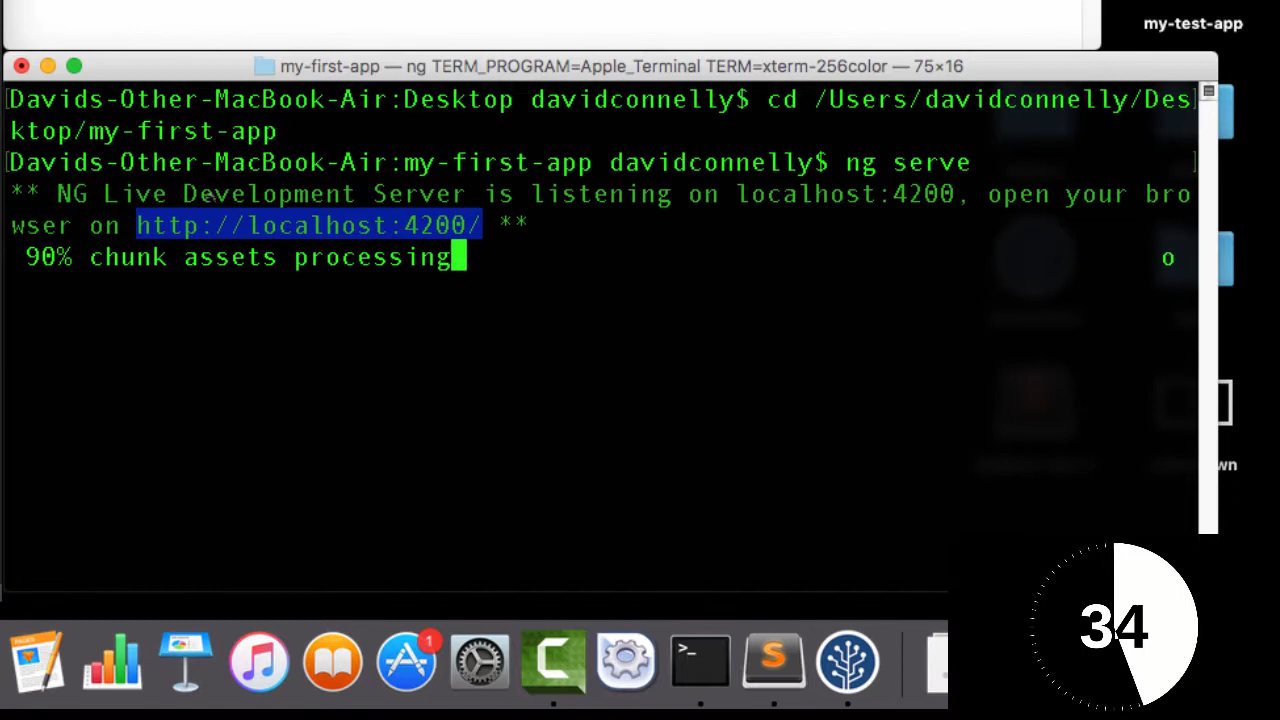 my-test-app
my-first-app — ng TERM_PROGRAM=Apple_Terminal TERM=xterm-256color — 75×16
[Davids-Other-MacBook-Air:Desktop davidconnelly$ cd /Users/davidconnelly/Des]
ktop/my-first-app
[Davids-Other-MacBook-Air:my-first-app davidconnelly$ ng serve ]
** NG Live Development Server is listening on localhost:4200, open your bro
wser on http://localhost:4200/ **
90% chunk assets processing o
wn
1
PAGES
>_
S
34